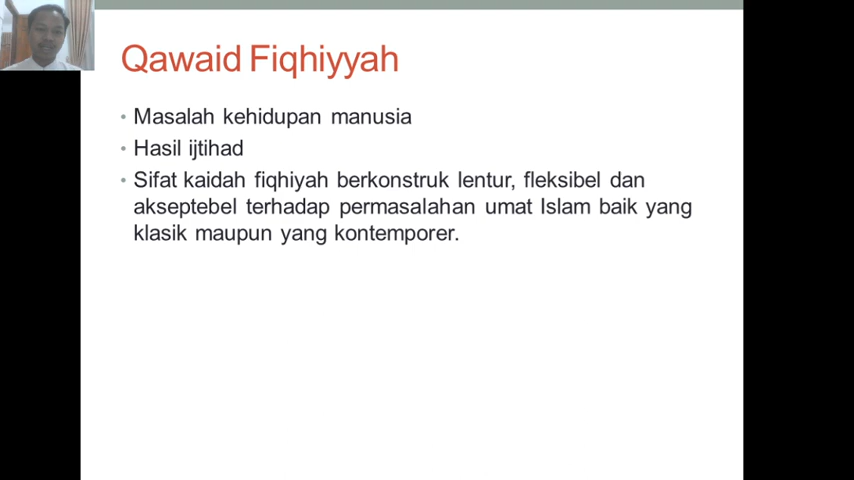 Qawaid Fiqhiyyah
• Masalah kehidupan manusia
• Hasil ijtihad
• Sifat kaidah fiqhiyah berkonstruk lentur, fleksibel dan
akseptebel terhadap permasalahan umat Islam baik yang
klasik maupun yang kontemporer.